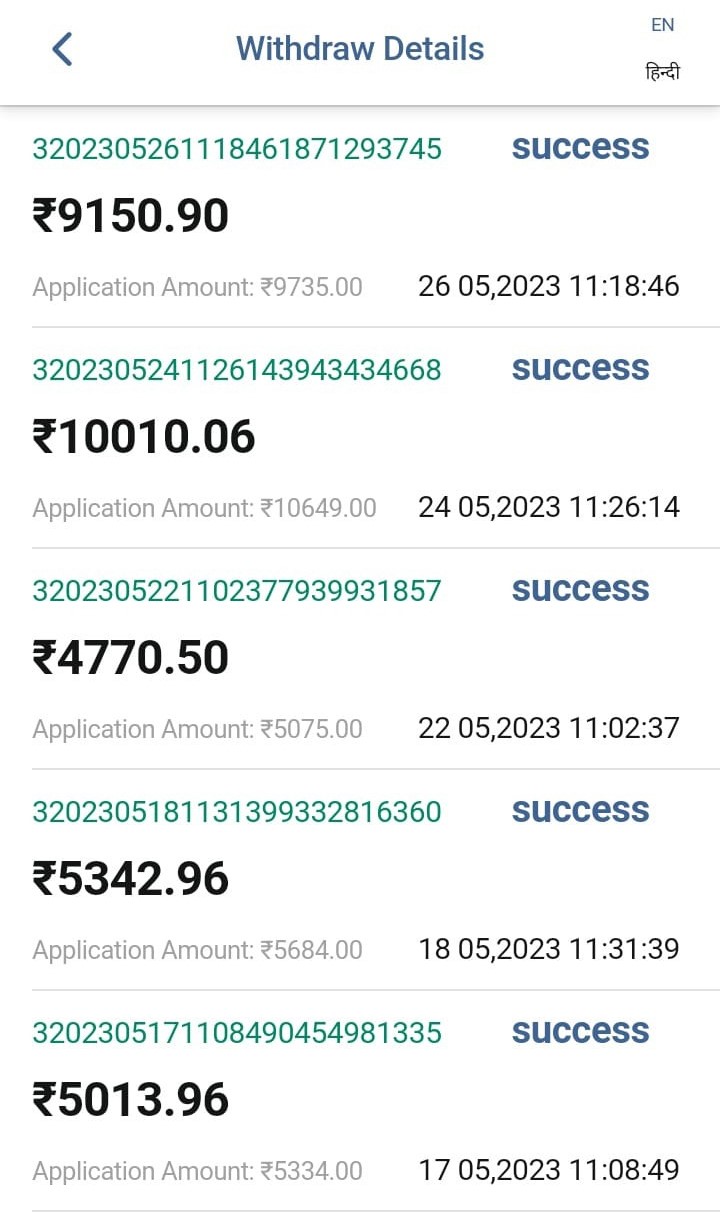 EN
Withdraw Details
हिन्दी
3202305261118461871293745 success
₹9150.90
Application Amount: ₹9735.00 26 05,2023 11:18:46
3202305241126143943434668 success
₹10010.06
Application Amount: ₹10649.00 24 05,2023 11:26:14
3202305221102377939931857 success
₹4770.50
Application Amount: ₹5075.00 22 05,2023 11:02:37
3202305181131399332816360 success
₹5342.96
Application Amount: ₹5684.00 18 05,2023 11:31:39
3202305171108490454981335 success
₹5013.96
Application Amount: ₹5334.00 17 05,2023 11:08:49